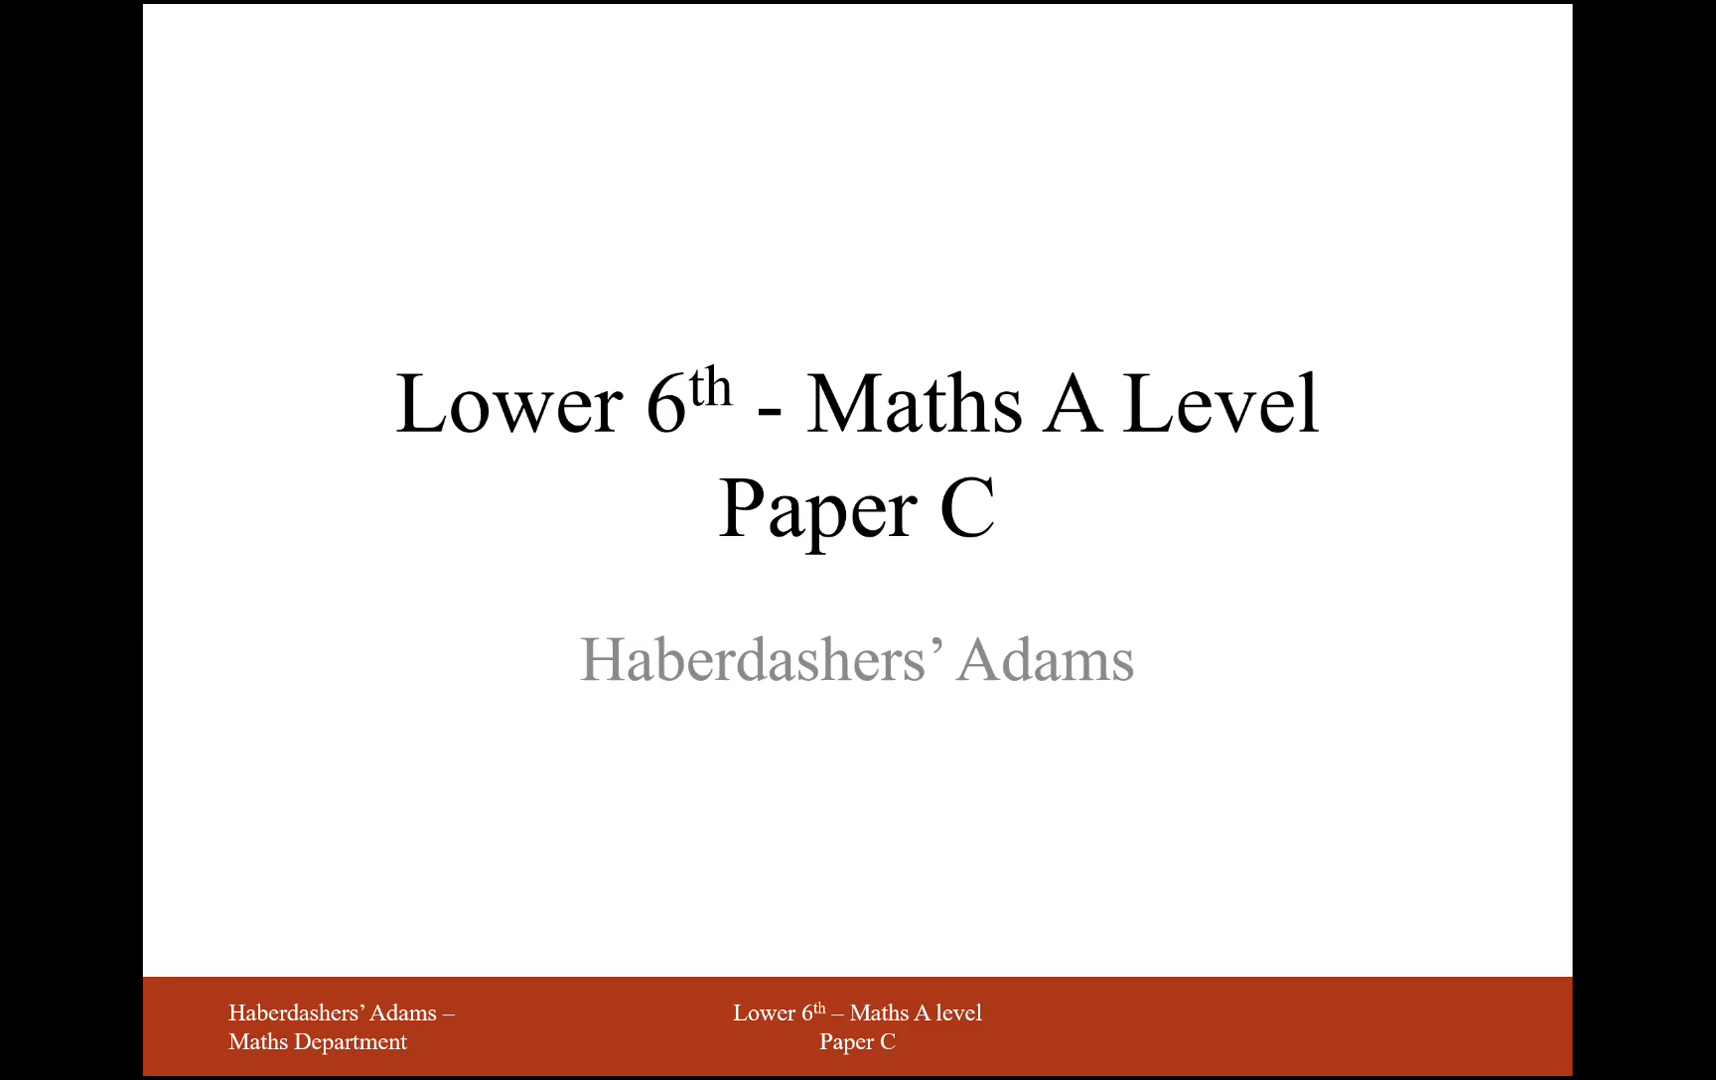 Lower 6th - Maths A Level
Paper C
Haberdashers’ Adams
Haberdashers’ Adams –
Maths Department
Lower 6th – Maths A level
Paper C